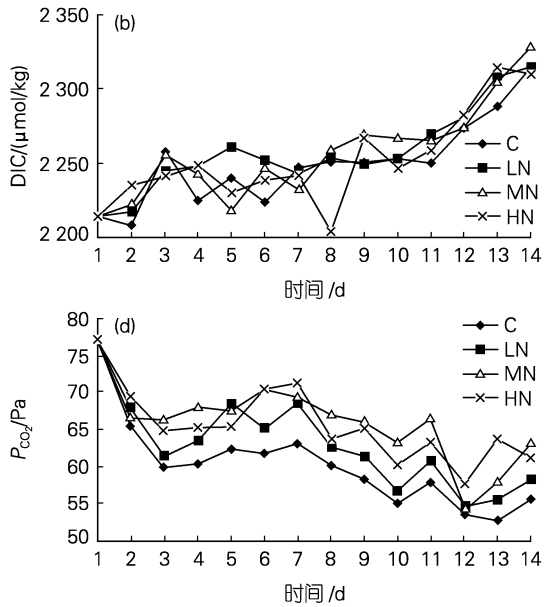 (b)
DIC/(μmol/kg)
2 350
2 300
2 250
2 200
C
LN
MN
HN
1 2 3 4 5 6 7 8 9 10 11 12 13 14
时间/d
(d)
P_CO₂/Pa
80
75
70
65
60
55
50
C
LN
MN
HN
1 2 3 4 5 6 7 8 9 10 11 12 13 14
时间/d